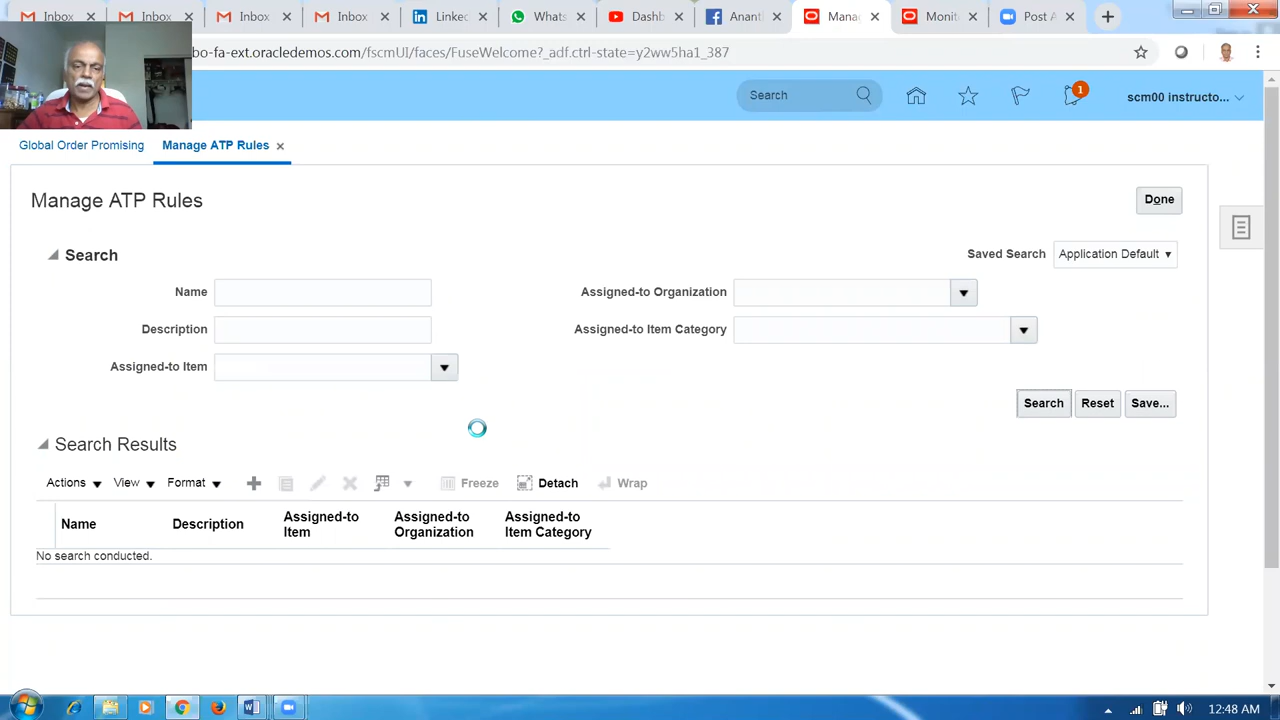 Inbox
Inbox
Inbox
Inbox
Linke
What
Dashb
Anant
Mana
Moni
Post A
bo-fa-ext.oracledemos.com/fscmUI/faces/FuseWelcome?_adf.ctrl-state=y2ww5ha1_387
Search
1
scm00 instructo...
Global Order Promising
Manage ATP Rules
Manage ATP Rules
Done
Search
Saved Search
Application Default
Name
Assigned-to Organization
Description
Assigned-to Item Category
Assigned-to Item
Search
Reset
Save...
Search Results
Actions
View
Format
Freeze
Detach
Wrap
Name
Description
Assigned-to Item
Assigned-to Organization
Assigned-to Item Category
No search conducted.
12:48 AM